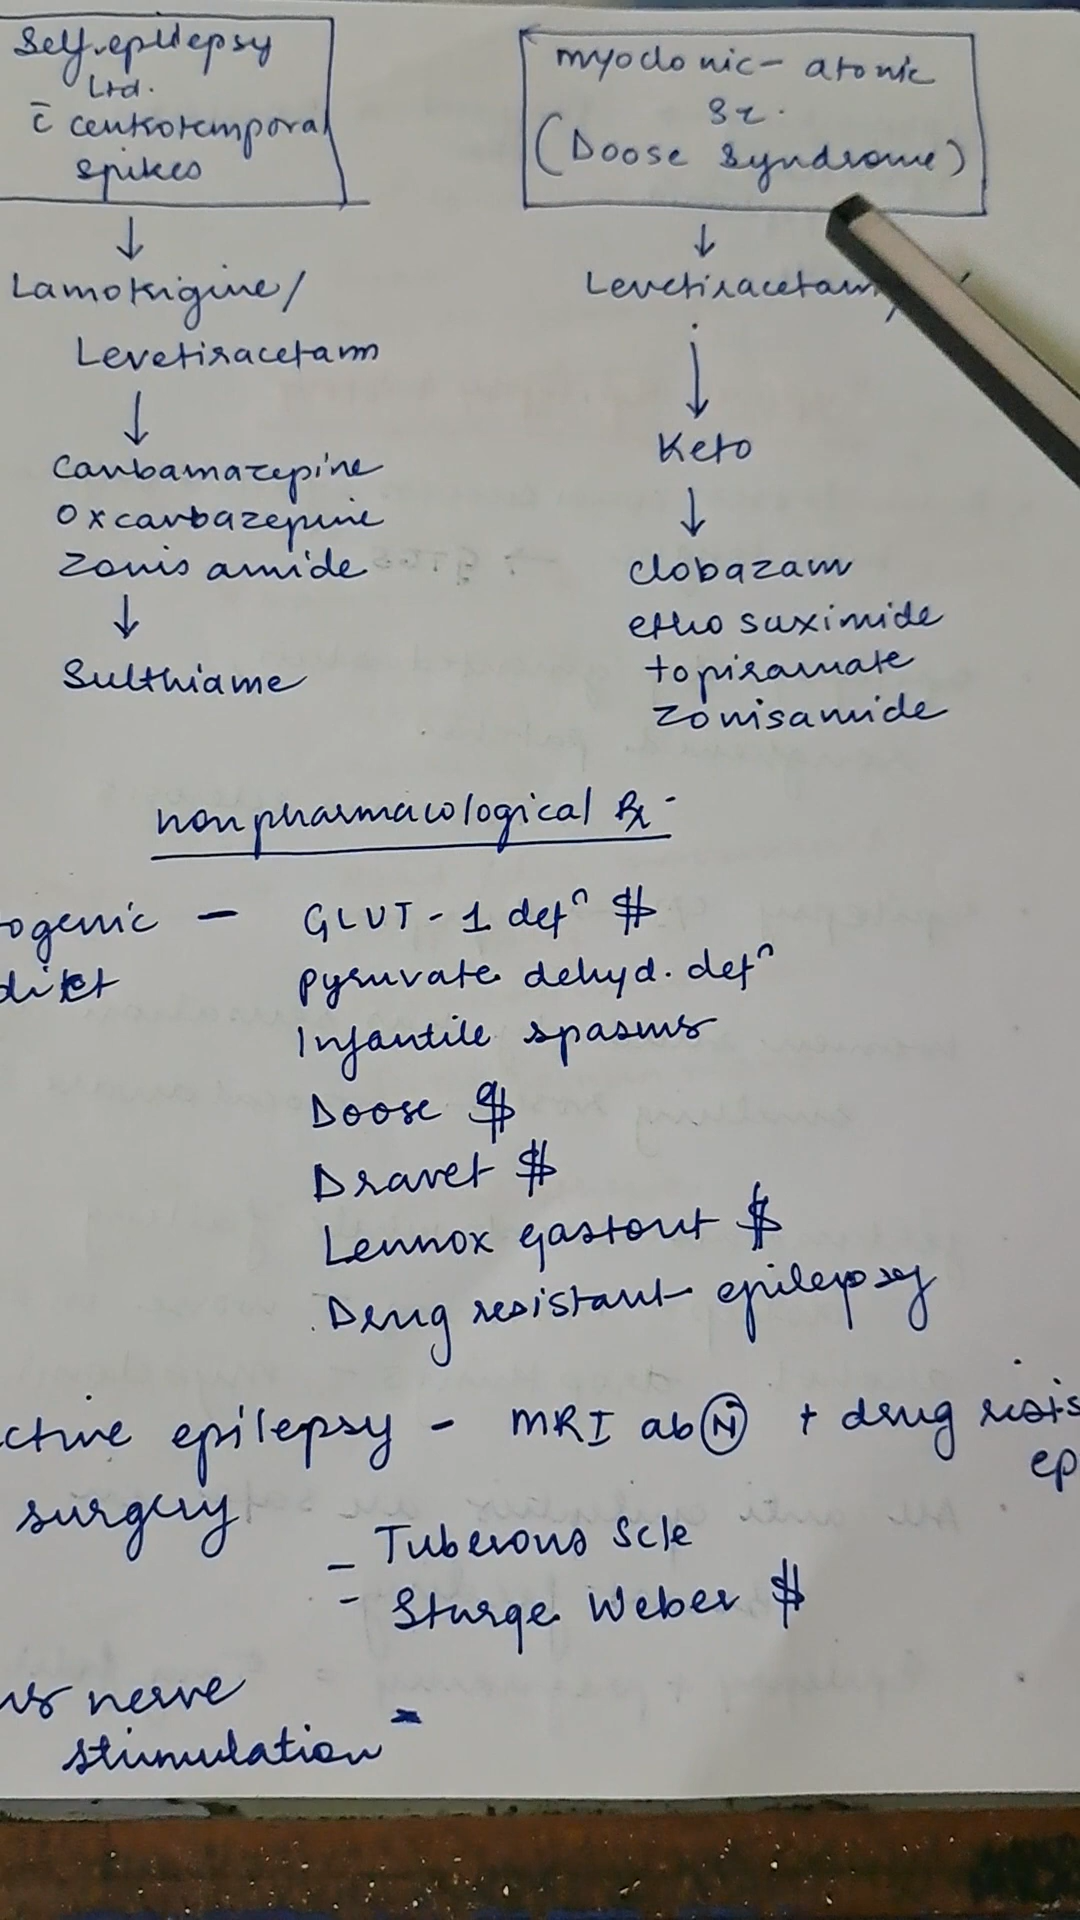 Self epilepsy
Ltd.
c̄ centrotemporal
spikes
↓
Lamotrigine/
Levetiracetam
↓
Carbamazepine
Oxcarbazepine
Zonisamide
↓
Sulthiame
myoclonic-atonic
Sz.
(Doose Syndrome)
↓
Levetiracetam
↓
Keto
↓
clobazam
ethosuximide
topiramate
Zonisamide
nonpharmacological Rx -
ogenic — GLUT-1 defⁿ $
diet pyruvate dehyd. defⁿ
Infantile spasms
Doose $
Dravet $
Lennox gastout $
Drug resistant epilepsy
ctive epilepsy - MRI ab(N) + drug resis
ep
surgery
- Tuberous Scle
- Sturge Weber $
us nerve
stimulation -